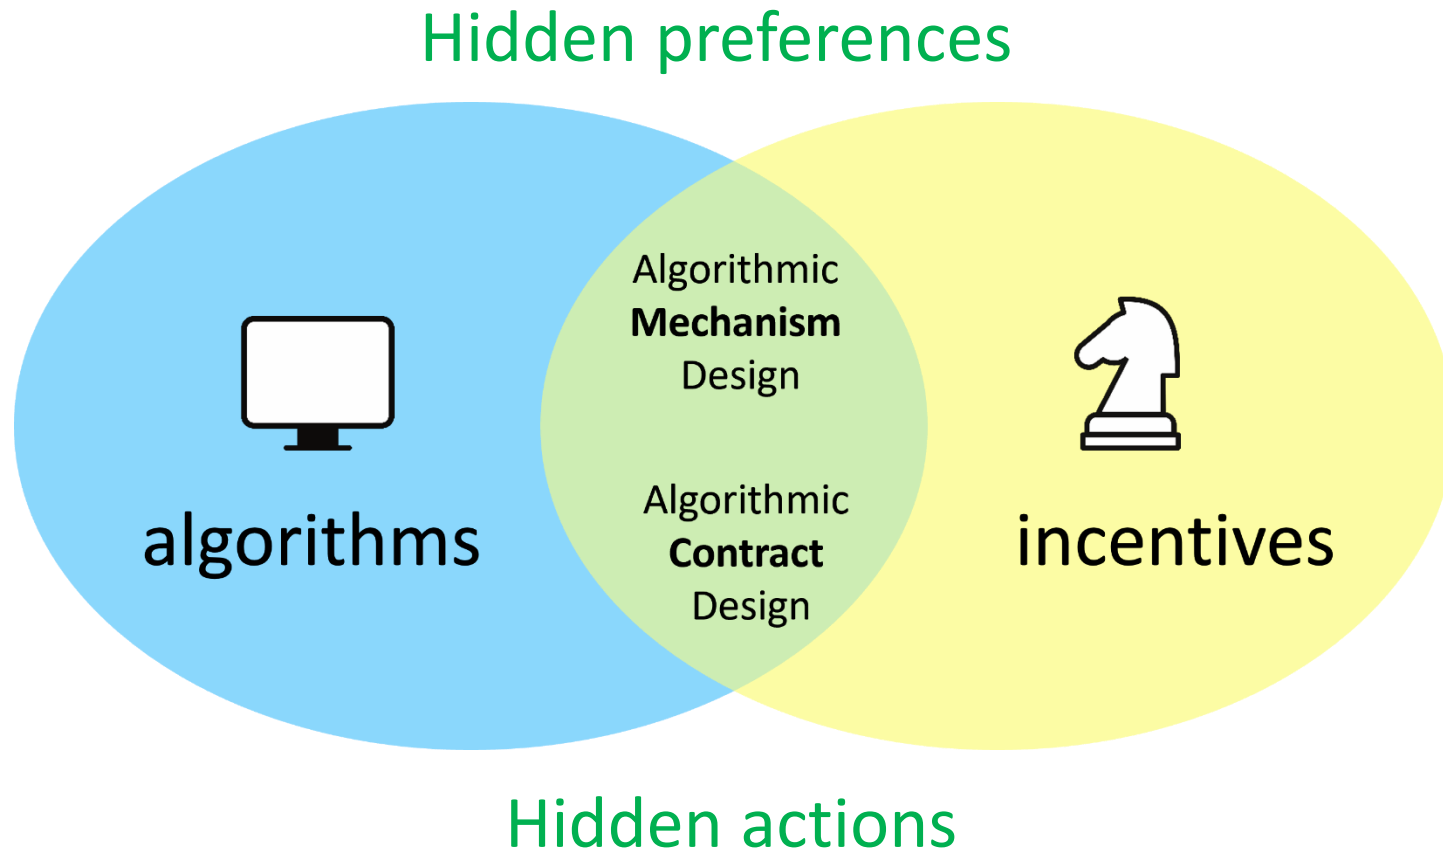 Hidden preferences
Algorithmic
Mechanism
Design
algorithms
Algorithmic
Contract
Design
incentives
Hidden actions